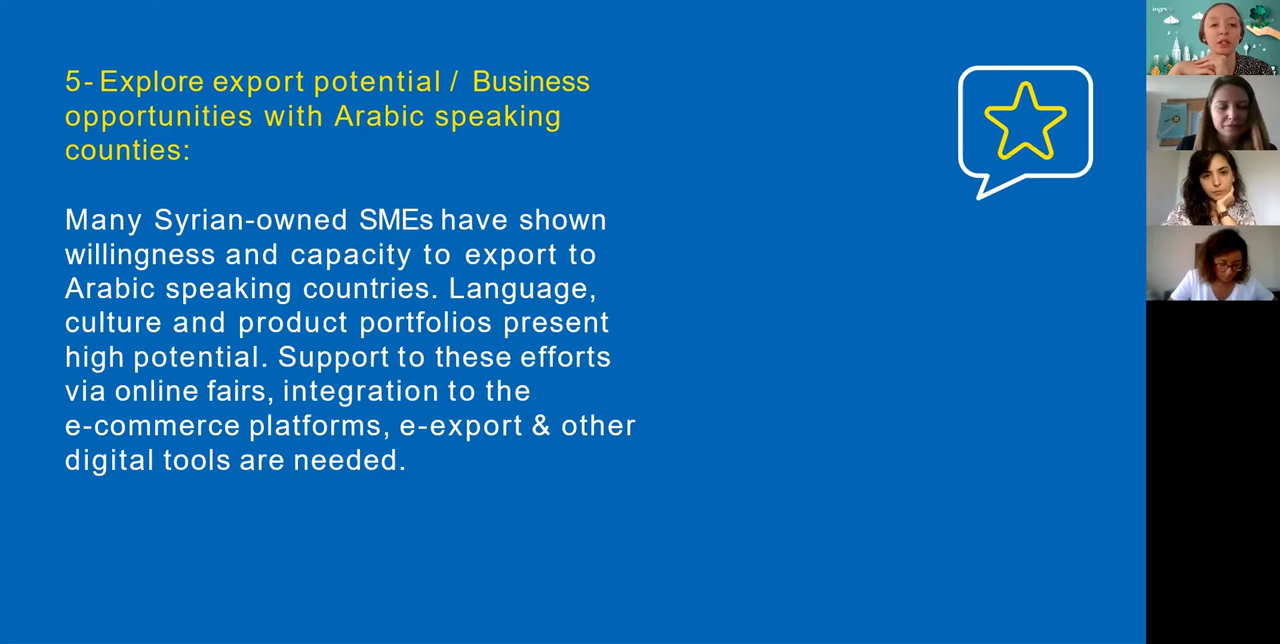 5- Explore export potential / Business
opportunities with Arabic speaking
counties:
Many Syrian-owned SMEs have shown
willingness and capacity to export to
Arabic speaking countries. Language,
culture and product portfolios present
high potential. Support to these efforts
via online fairs, integration to the
e-commerce platforms, e-export & other
digital tools are needed.